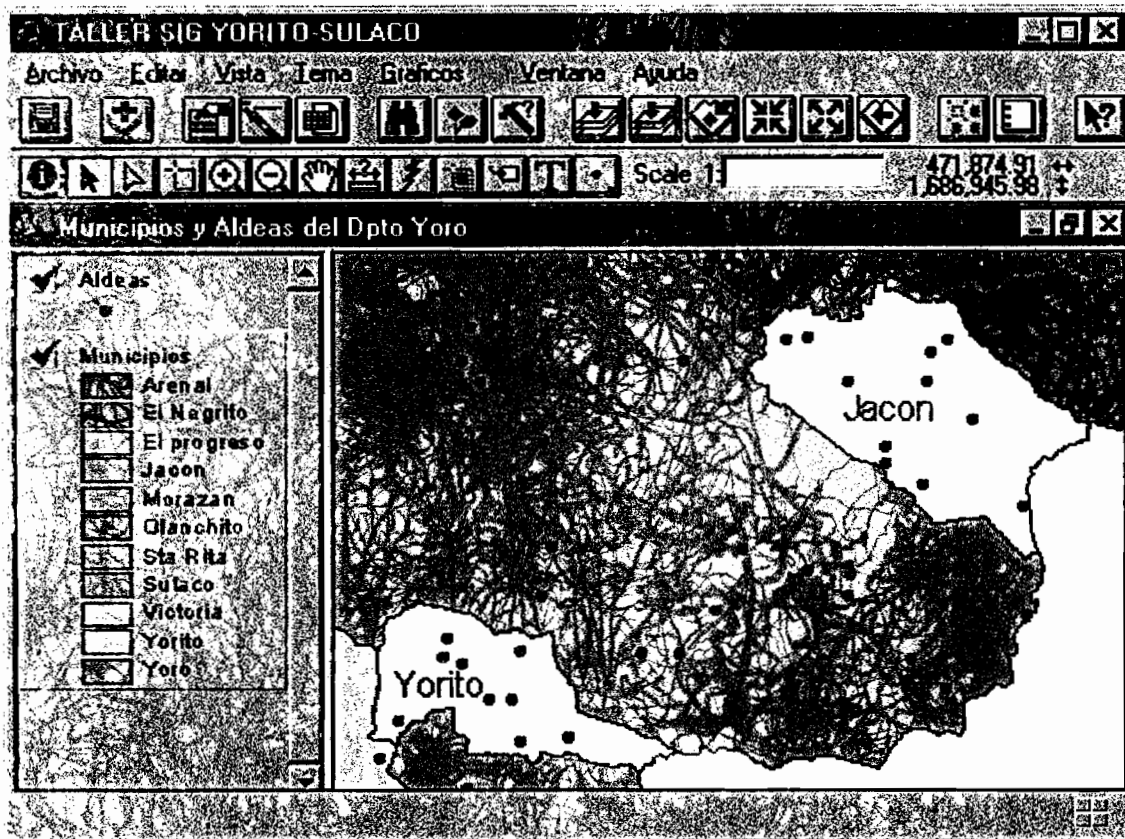 TALLER SIG YORITO-SULACO
Archivo Editar Vista Tema Graficos Ventana Ayuda
Scale 1: 471,874.91
1,686,945.98
Municipios y Aldeas del Dpto Yoro
Aldeas
Municipios
Arenal
El Negrito
El progreso
Jacon
Morazan
Olanchito
Sta Rita
Sulaco
Victoria
Yorito
Yoro
Jacon
Yorito